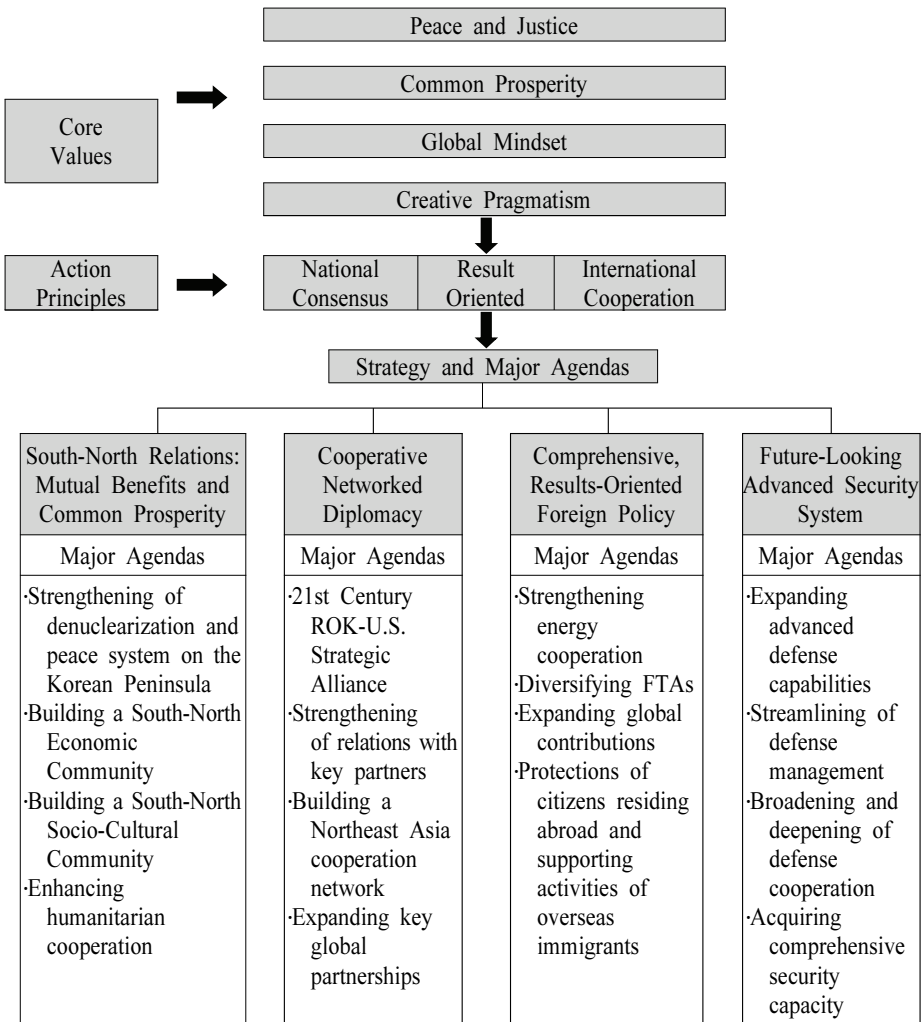 Peace and Justice
Common Prosperity
Core
Values
Global Mindset
Creative Pragmatism
Action
Principles
National
Consensus
Result
Oriented
International
Cooperation
Strategy and Major Agendas
South-North Relations:
Mutual Benefits and
Common Prosperity
Major Agendas
·Strengthening of
denuclearization and
peace system on the
Korean Peninsula
·Building a South-North
Economic
Community
·Building a South-North
Socio-Cultural
Community
·Enhancing
humanitarian
cooperation
Cooperative
Networked
Diplomacy
Major Agendas
·21st Century
ROK-U.S.
Strategic
Alliance
·Strengthening
of relations with
key partners
·Building a
Northeast Asia
cooperation
network
·Expanding key
global
partnerships
Comprehensive,
Results-Oriented
Foreign Policy
Major Agendas
·Strengthening
energy
cooperation
·Diversifying FTAs
·Expanding global
contributions
·Protections of
citizens residing
abroad and
supporting
activities of
overseas
immigrants
Future-Looking
Advanced Security
System
Major Agendas
·Expanding
advanced
defense
capabilities
·Streamlining of
defense
management
·Broadening and
deepening of
defense
cooperation
·Acquiring
comprehensive
security
capacity